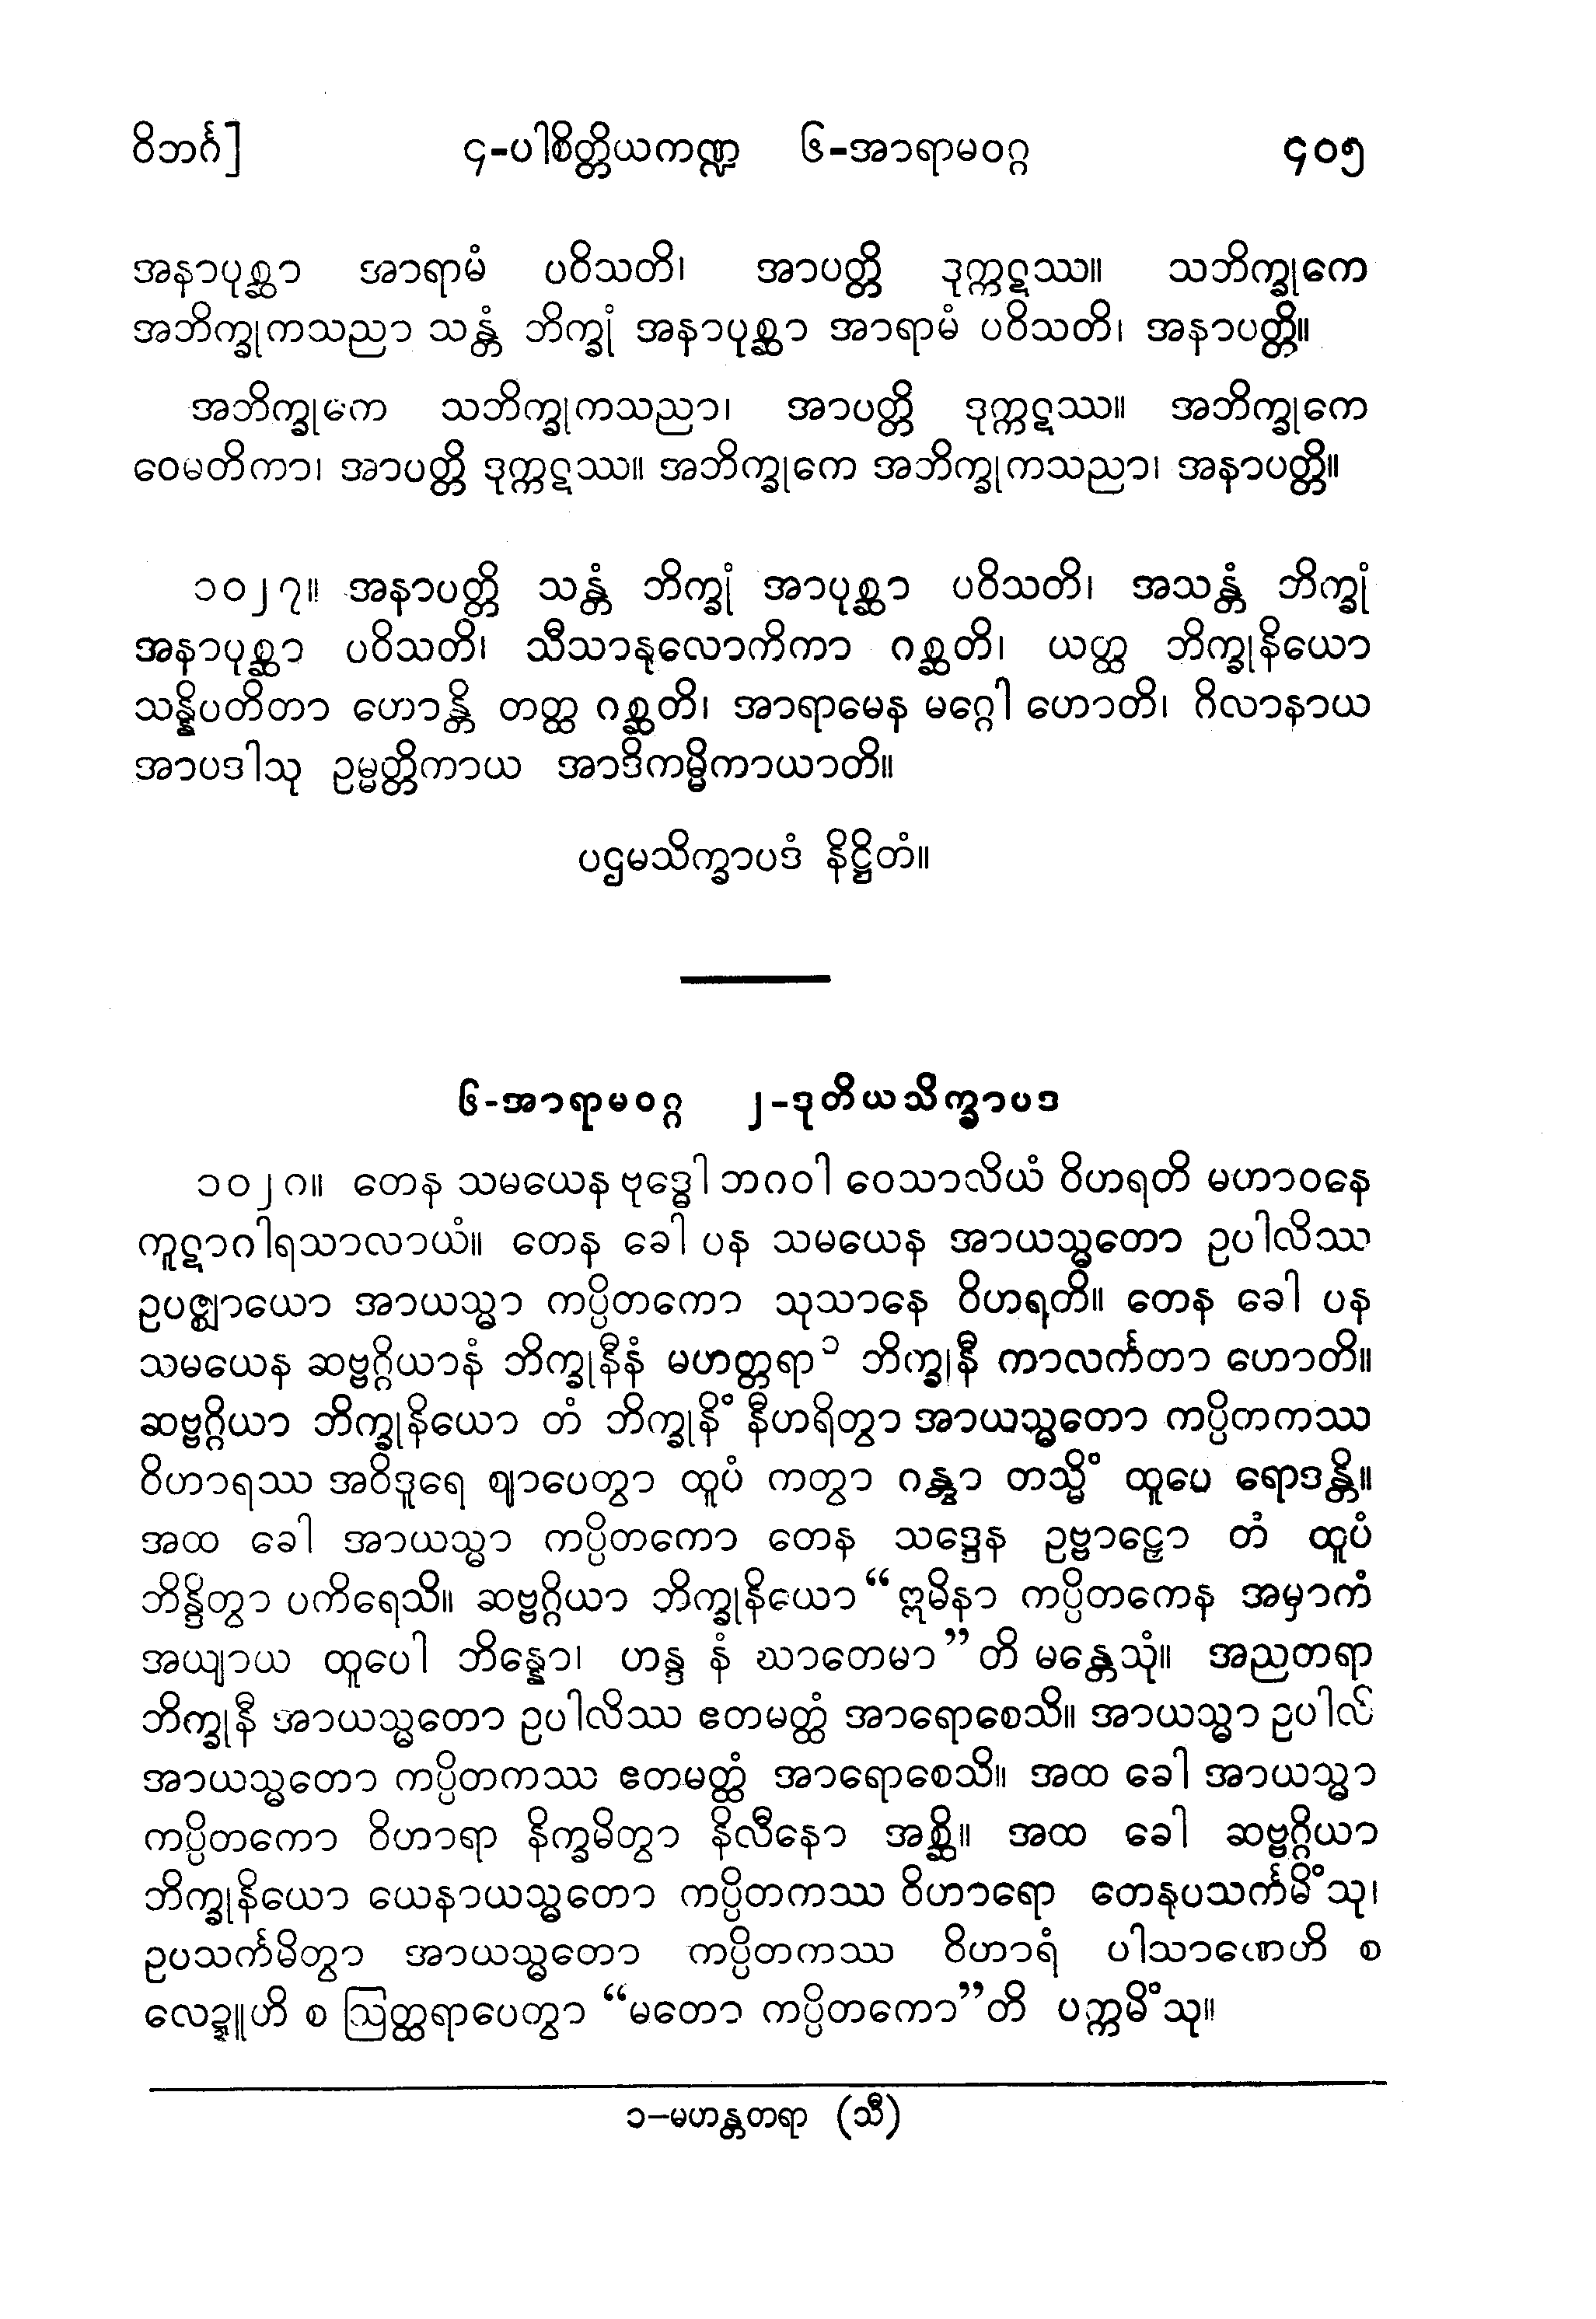 ဝိဘင်္ဂ] ၄-ပါစိတ္တိယကဏ္ဍ ၆-အာရာမဝဂ္ဂ ၄၀၅
အနာပုစ္ဆာ အာရာမံ ပဝိသတိ၊ အာပတ္တိ ဒုက္ကဋဿ။ သဘိက္ခုကေ
အဘိက္ခုကသညာ သန္တံ ဘိက္ခုံ အနာပုစ္ဆာ အာရာမံ ပဝိသတိ၊ အနာပတ္တိ။
အဘိက္ခုကေ သဘိက္ခုကသညာ၊ အာပတ္တိ ဒုက္ကဋဿ။ အဘိက္ခုကေ
ဝေမတိကာ၊ အာပတ္တိ ဒုက္ကဋဿ။ အဘိက္ခုကေ အဘိက္ခုကသညာ၊ အနာပတ္တိ။
၁၀၂၇။ အနာပတ္တိ သန္တံ ဘိက္ခုံ အာပုစ္ဆာ ပဝိသတိ၊ အသန္တံ ဘိက္ခုံ
အနာပုစ္ဆာ ပဝိသတိ၊ သီသာနုလောကိကာ ဂစ္ဆတိ၊ ယတ္ထ ဘိက္ခုနိယော
သန္နိပတိတာ ဟောန္တိ တတ္ထ ဂစ္ဆတိ၊ အာရာမေန မဂ္ဂေါ ဟောတိ၊ ဂိလာနာယ
အာပဒါသု ဥမ္မတ္တိကာယ အာဒိကမ္မိကာယာတိ။
ပဌမသိက္ခာပဒံ နိဋ္ဌိတံ။
၆-အာရာမဝဂ္ဂ ၂-ဒုတိယသိက္ခာပဒ
၁၀၂၈။ တေန သမယေန ဗုဒ္ဓေါ ဘဂဝါ ဝေသာလိယံ ဝိဟရတိ မဟာဝနေ
ကူဋာဂါရသာလာယံ။ တေန ခေါ ပန သမယေန အာယသ္မတော ဥပါလိဿ
ဥပဇ္ဈာယော အာယသ္မာ ကပ္ပိတကော သုသာနေ ဝိဟရတိ။ တေန ခေါ ပန
သမယေန ဆဗ္ဗဂ္ဂိယာနံ ဘိက္ခုနီနံ မဟတ္တရာ ၁ ဘိက္ခုနီ ကာလင်္ကတာ ဟောတိ။
ဆဗ္ဗဂ္ဂိယာ ဘိက္ခုနိယော တံ ဘိက္ခုနိံ နီဟရိတွာ အာယသ္မတော ကပ္ပိတကဿ
ဝိဟာရဿ အဝိဒူရေ ဈာပေတွာ ထူပံ ကတွာ ဂန္တွာ တသ္မိံ ထူပေ ရောဒန္တိ။
အထ ခေါ အာယသ္မာ ကပ္ပိတကော တေန သဒ္ဒေန ဥဗ္ဗာဠှော တံ ထူပံ
ဘိန္ဒိတွာ ပကိရေသိ။ ဆဗ္ဗဂ္ဂိယာ ဘိက္ခုနိယော “ဣမိနာ ကပ္ပိတကေန အမှာကံ
အယျာယ ထူပေါ ဘိန္နော၊ ဟန္ဒ နံ ဃာတေမာ”တိ မန္တေသုံ။ အညတရာ
ဘိက္ခုနီ အာယသ္မတော ဥပါလိဿ ဧတမတ္ထံ အာရောစေသိ။ အာယသ္မာ ဥပါလိ
အာယသ္မတော ကပ္ပိတကဿ ဧတမတ္ထံ အာရောစေသိ။ အထ ခေါ အာယသ္မာ
ကပ္ပိတကော ဝိဟာရာ နိက္ခမိတွာ နိလီနော အစ္ဆိ။ အထ ခေါ ဆဗ္ဗဂ္ဂိယာ
ဘိက္ခုနိယော ယေနာယသ္မတော ကပ္ပိတကဿ ဝိဟာရော တေနုပသင်္ကမိံသု၊
ဥပသင်္ကမိတွာ အာယသ္မတော ကပ္ပိတကဿ ဝိဟာရံ ပါသာဏေဟိ စ
လေဍ္ဍူဟိ စ ဩတ္ထရာပေတွာ “မတော ကပ္ပိတကော”တိ ပက္ကမိံသု။
၁–မဟန္တတရာ (သီ)